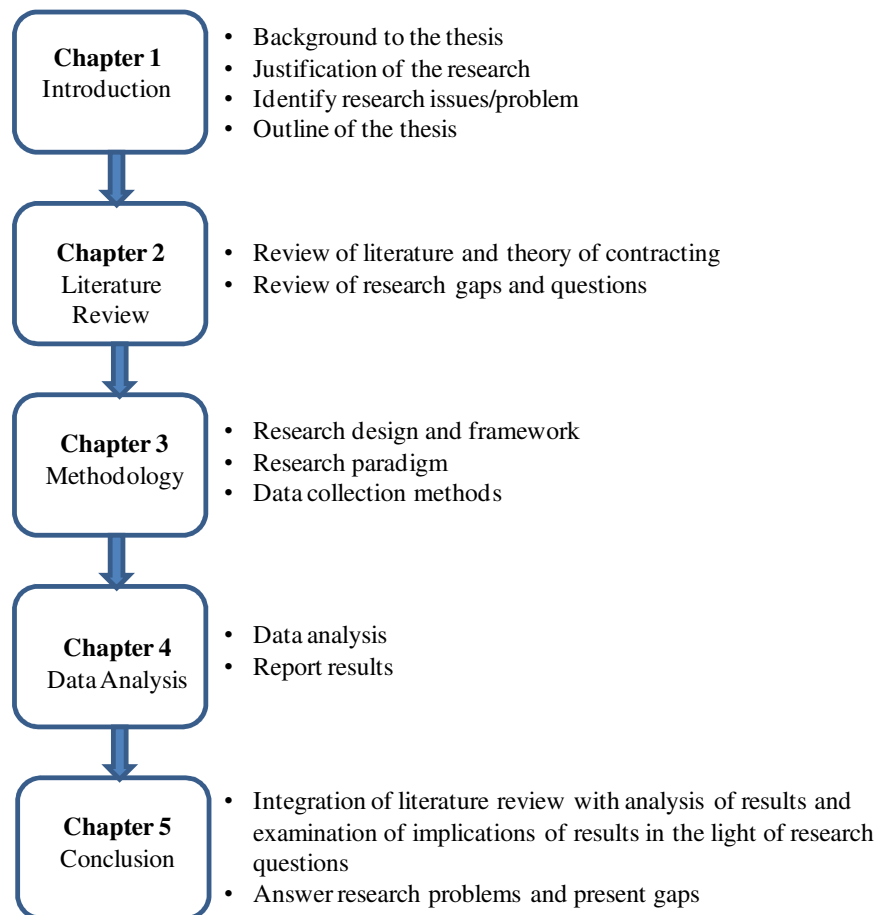 Chapter 1
Introduction
• Background to the thesis
• Justification of the research
• Identify research issues/problem
• Outline of the thesis
Chapter 2
Literature
Review
• Review of literature and theory of contracting
• Review of research gaps and questions
Chapter 3
Methodology
• Research design and framework
• Research paradigm
• Data collection methods
Chapter 4
Data Analysis
• Data analysis
• Report results
Chapter 5
Conclusion
• Integration of literature review with analysis of results and
examination of implications of results in the light of research
questions
• Answer research problems and present gaps